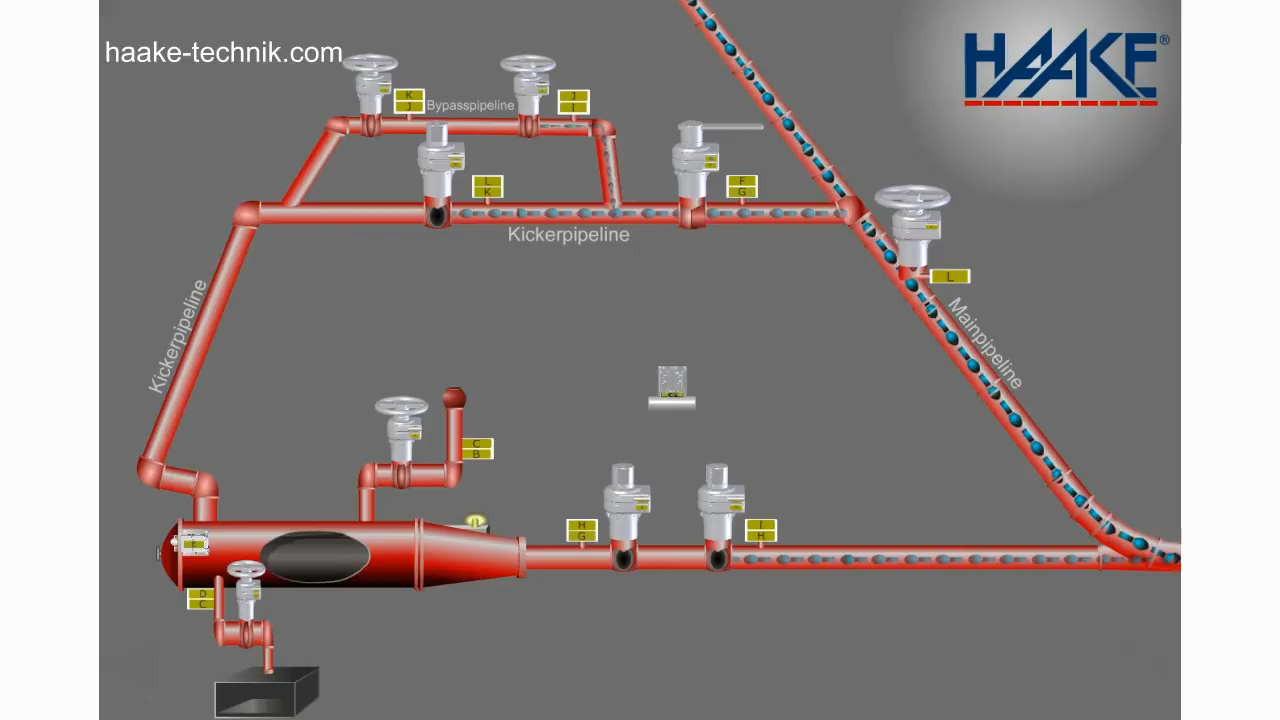 haake-technik.com
HAAKE®
K
J
Bypasspipeline
J
I
L
K
F
G
Kickerpipeline
L
Kickerpipeline
Mainpipeline
C
B
H
G
I
H
F
D
C